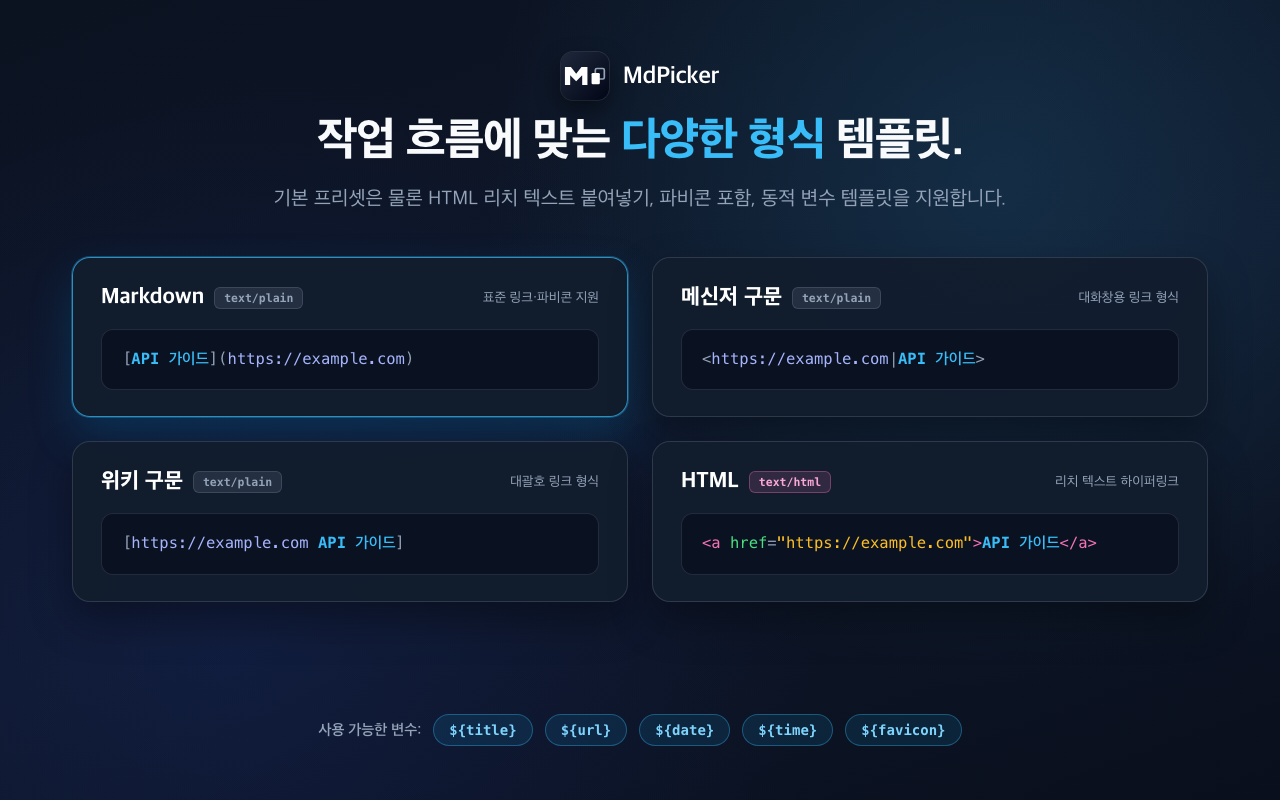 MdPicker
작업 흐름에 맞는 다양한 형식 템플릿.
기본 프리셋은 물론 HTML 리치 텍스트 붙여넣기, 파비콘 포함, 동적 변수 템플릿을 지원합니다.
Markdown text/plain 표준 링크·파비콘 지원
[API 가이드](https://example.com)
메신저 구문 text/plain 대화창용 링크 형식
<https://example.com|API 가이드>
위키 구문 text/plain 대괄호 링크 형식
[https://example.com API 가이드]
HTML text/html 리치 텍스트 하이퍼링크
<a href="https://example.com">API 가이드</a>
사용 가능한 변수: ${title} ${url} ${date} ${time} ${favicon}